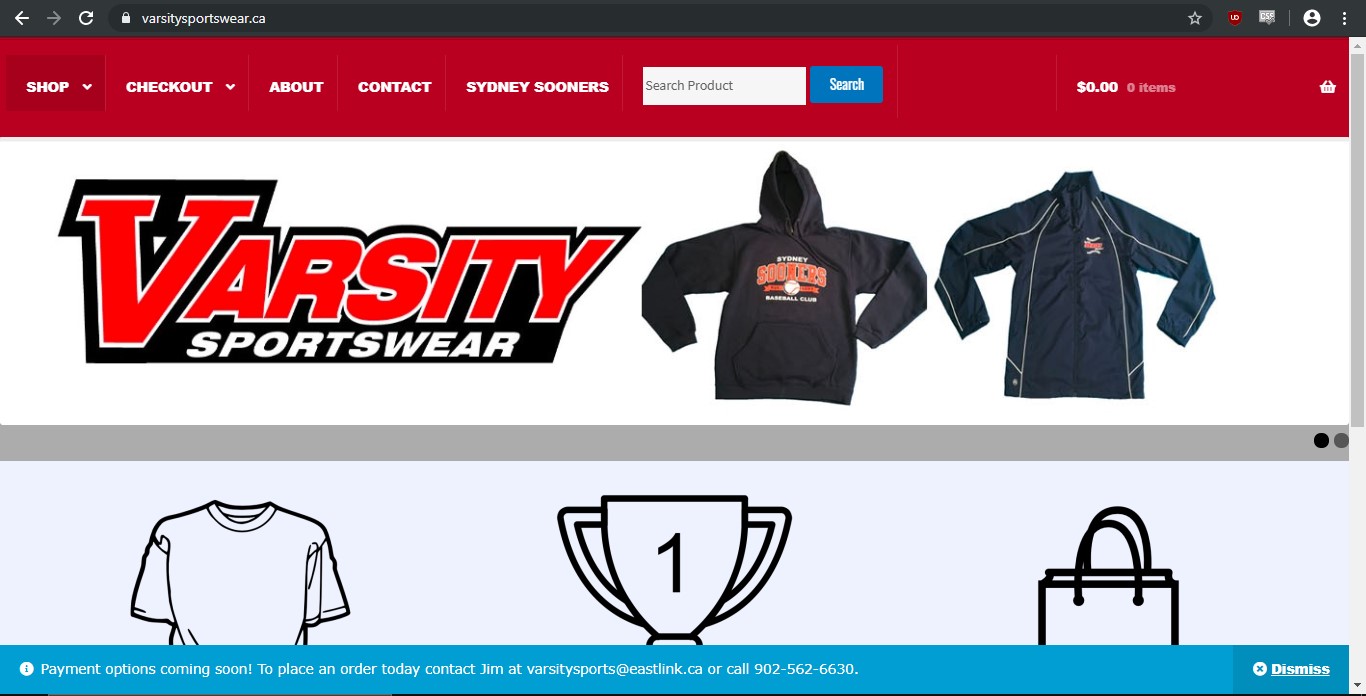 varsitysportswear.ca
SHOP CHECKOUT ABOUT CONTACT SYDNEY SOONERS Search Product Search $0.00 0 items
VARSITY
SPORTSWEAR
SYDNEY
SOONERS
BASEBALL CLUB
1
Payment options coming soon! To place an order today contact Jim at varsitysports@eastlink.ca or call 902-562-6630. Dismiss